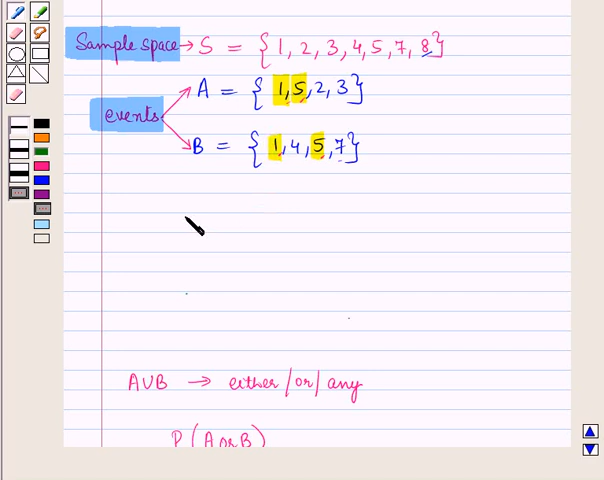 Sample space → S = {1, 2, 3, 4, 5, 7, 8}
A = {1, 5, 2, 3}
events
B = {1, 4, 5, 7}
AUB → either/or/any
P(A or B)